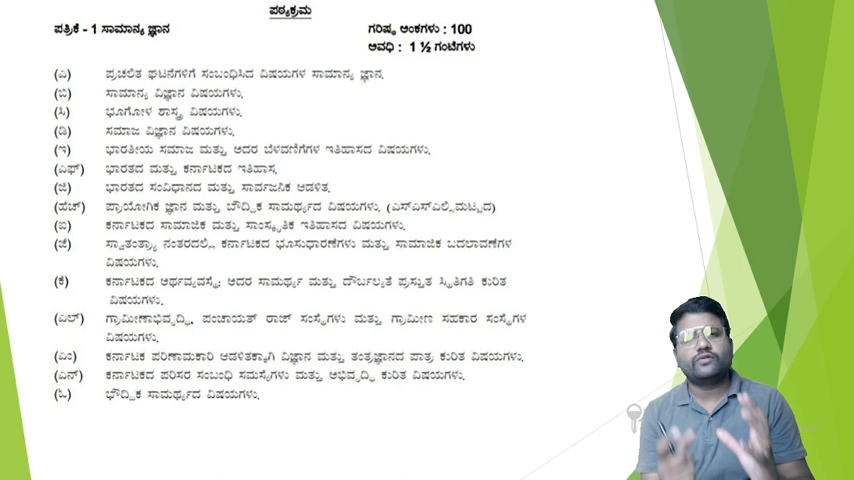 ಪಠ್ಯಕ್ರಮ
ಪತ್ರಿಕೆ - 1 ಸಾಮಾನ್ಯ ಜ್ಞಾನ
ಗರಿಷ್ಠ ಅಂಕಗಳು : 100
ಅವಧಿ : 1 ½ ಗಂಟೆಗಳು
(ಎ) ಪ್ರಚಲಿತ ಘಟನೆಗಳಿಗೆ ಸಂಬಂಧಿಸಿದ ವಿಷಯಗಳ ಸಾಮಾನ್ಯ ಜ್ಞಾನ.
(ಬಿ) ಸಾಮಾನ್ಯ ವಿಜ್ಞಾನ ವಿಷಯಗಳು.
(ಸಿ) ಭೂಗೋಳ ಶಾಸ್ತ್ರ ವಿಷಯಗಳು.
(ಡಿ) ಸಮಾಜ ವಿಜ್ಞಾನ ವಿಷಯಗಳು.
(ಇ) ಭಾರತೀಯ ಸಮಾಜ ಮತ್ತು ಅದರ ಬೆಳವಣಿಗೆಗಳ ಇತಿಹಾಸದ ವಿಷಯಗಳು.
(ಎಫ್) ಭಾರತದ ಮತ್ತು ಕರ್ನಾಟಕದ ಇತಿಹಾಸ.
(ಜಿ) ಭಾರತದ ಸಂವಿಧಾನದ ಮತ್ತು ಸಾರ್ವಜನಿಕ ಆಡಳಿತ.
(ಹೆಚ್) ಪ್ರಾಯೋಗಿಕ ಜ್ಞಾನ ಮತ್ತು ಬೌದ್ಧಿಕ ಸಾಮರ್ಥ್ಯದ ವಿಷಯಗಳು. (ಎಸ್ಎಸ್ಎಲ್ಸಿ ಮಟ್ಟದ)
(ಐ) ಕರ್ನಾಟಕದ ಸಾಮಾಜಿಕ ಮತ್ತು ಸಾಂಸ್ಕೃತಿಕ ಇತಿಹಾಸದ ವಿಷಯಗಳು.
(ಜೆ) ಸ್ವಾತಂತ್ರ್ಯಾ ನಂತರದಲ್ಲಿ ಕರ್ನಾಟಕದ ಭೂಸುಧಾರಣೆಗಳು ಮತ್ತು ಸಾಮಾಜಿಕ ಬದಲಾವಣೆಗಳ
ವಿಷಯಗಳು.
(ಕೆ) ಕರ್ನಾಟಕದ ಆರ್ಥವ್ಯವಸ್ಥೆ: ಅದರ ಸಾಮರ್ಥ್ಯ ಮತ್ತು ದೌರ್ಬಲ್ಯತೆ ಪ್ರಸ್ತುತ ಸ್ಥಿತಿಗತಿ ಕುರಿತ
ವಿಷಯಗಳು.
(ಎಲ್) ಗ್ರಾಮೀಣಾಭಿವೃದ್ಧಿ, ಪಂಚಾಯತ್ ರಾಜ್ ಸಂಸ್ಥೆಗಳು ಮತ್ತು ಗ್ರಾಮೀಣ ಸಹಕಾರ ಸಂಸ್ಥೆಗಳ
ವಿಷಯಗಳು.
(ಎಂ) ಕರ್ನಾಟಕ ಪರಿಣಾಮಕಾರಿ ಆಡಳಿತಕ್ಕಾಗಿ ವಿಜ್ಞಾನ ಮತ್ತು ತಂತ್ರಜ್ಞಾನದ ಪಾತ್ರ ಕುರಿತ ವಿಷಯಗಳು.
(ಎನ್) ಕರ್ನಾಟಕದ ಪರಿಸರ ಸಂಬಂಧಿ ಸಮಸ್ಯೆಗಳು ಮತ್ತು ಅಭಿವೃದ್ಧಿ ಕುರಿತ ವಿಷಯಗಳು.
(ಓ) ಭೌದ್ಧಿಕ ಸಾಮರ್ಥ್ಯದ ವಿಷಯಗಳು.